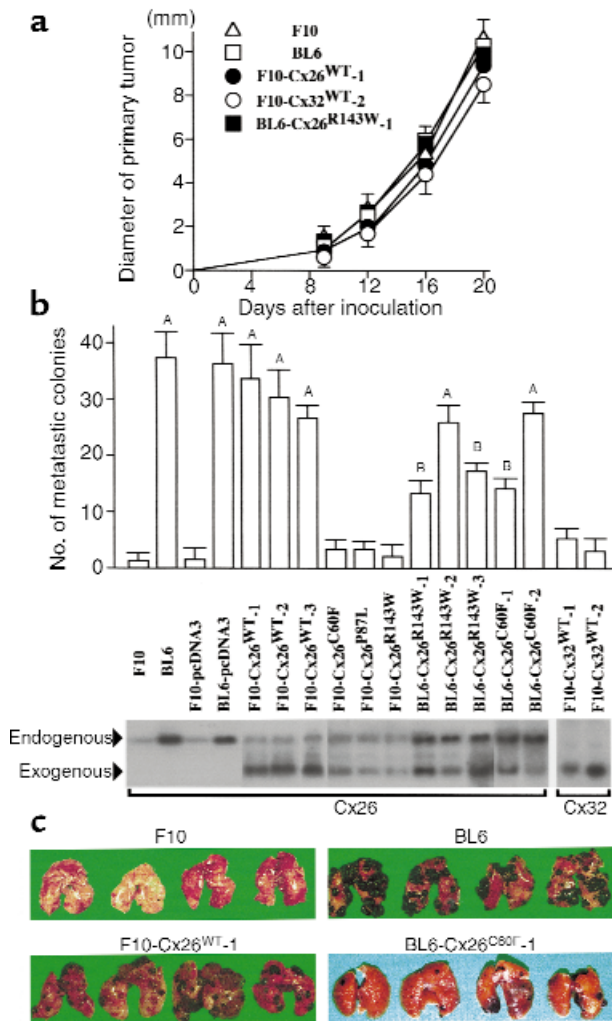 a
(mm)
F10
BL6
F10-Cx26WT-1
F10-Cx32WT-2
BL6-Cx26R143W-1
Diameter of primary tumor
10
8
6
4
2
0
0 4 8 12 16 20
Days after inoculation
b
No. of metatastic colonies
40
30
20
10
0
A A A A A B A B B A
F10
BL6
F10-pcDNA3
BL6-pcDNA3
F10-Cx26WT-1
F10-Cx26WT-2
F10-Cx26WT-3
F10-Cx26C60F
F10-Cx26P87L
F10-Cx26R143W
BL6-Cx26R143W-1
BL6-Cx26R143W-2
BL6-Cx26R143W-3
BL6-Cx26C60F-1
BL6-Cx26C60F-2
F10-Cx32WT-1
F10-Cx32WT-2
Endogenous
Exogenous
Cx26 Cx32
c
F10 BL6
F10-Cx26WT-1 BL6-Cx26C60F-1